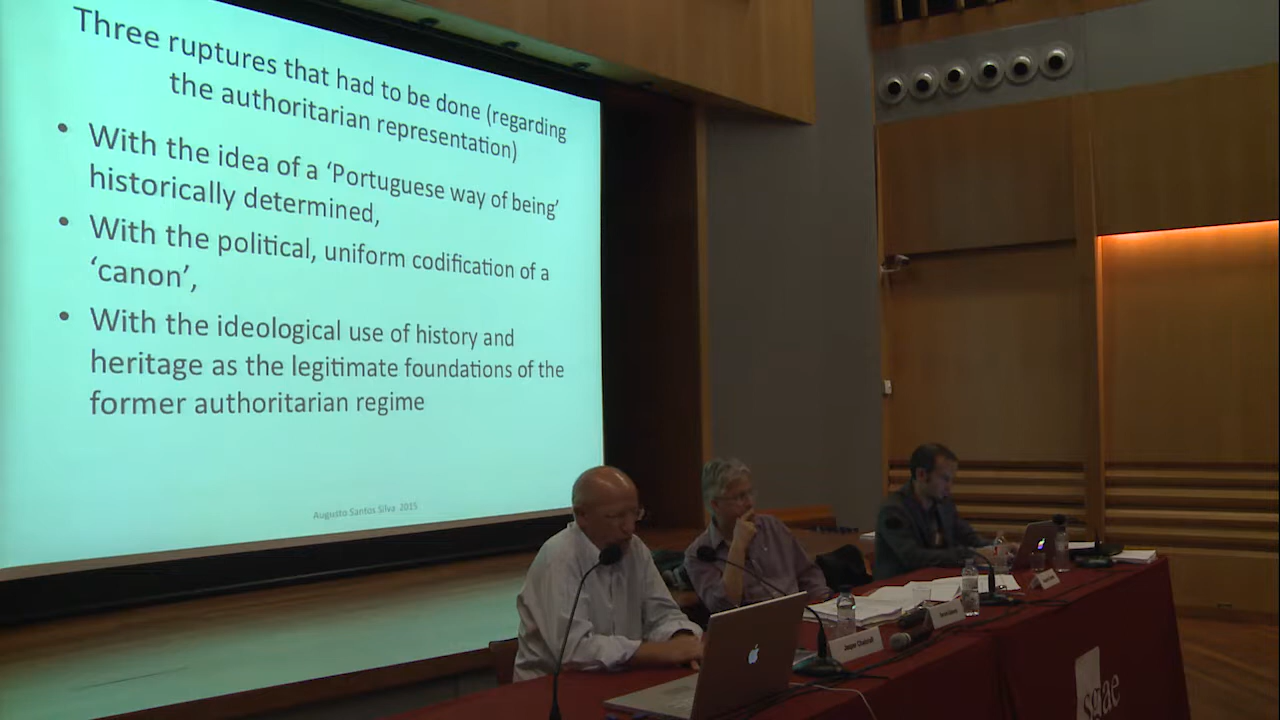 Three ruptures that had to be done (regarding
the authoritarian representation)
• With the idea of a ‘Portuguese way of being’
historically determined,
• With the political, uniform codification of a
‘canon’,
• With the ideological use of history and
heritage as the legitimate foundations of the
former authoritarian regime
Augusto Santos Silva 2015
sgae